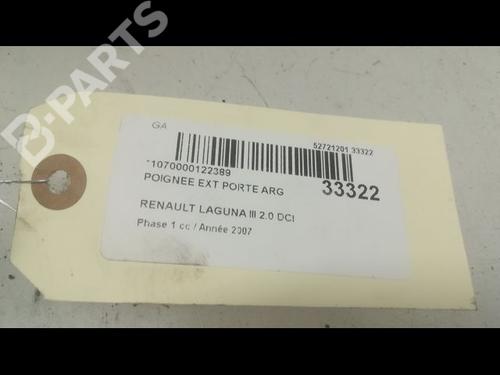 B-PARTS
GA
52721201 33322
*1070000122389
POIGNEE EXT PORTE ARG
33322
RENAULT LAGUNA III 2.0 DCI
Phase 1 cc / Année 2007